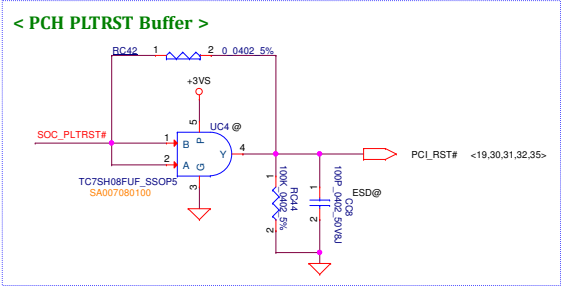 < PCH PLTRST Buffer >
RC42 1 2 0_0402_5%
+3VS
5
UC4 @
SOC_PLTRST#
1 B P
2 A G Y 4
3
TC7SH08FUF_SSOP5
SA007080100
PCI_RST# <19,30,31,32,35>
1 2
100K_0402_5%
RC44
1 2
100P_0402_50V8J
CC8
ESD@